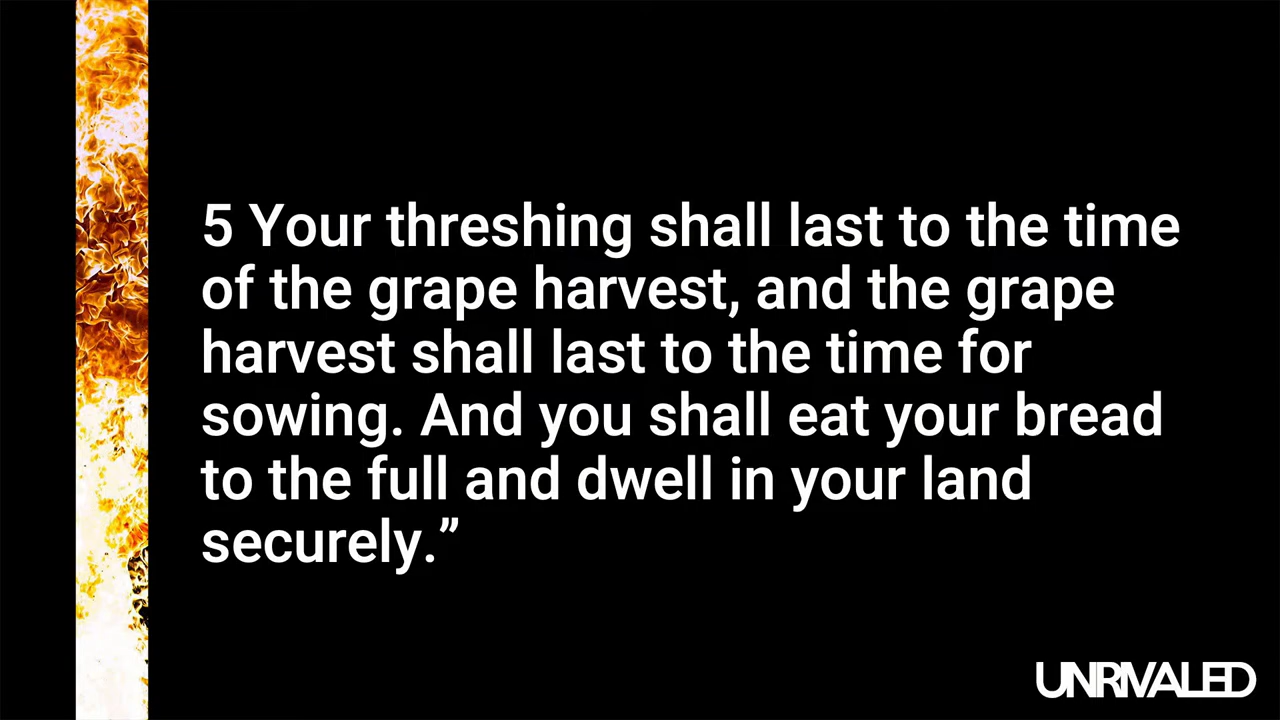 5 Your threshing shall last to the time
of the grape harvest, and the grape
harvest shall last to the time for
sowing. And you shall eat your bread
to the full and dwell in your land
securely.”
UNRIVALED